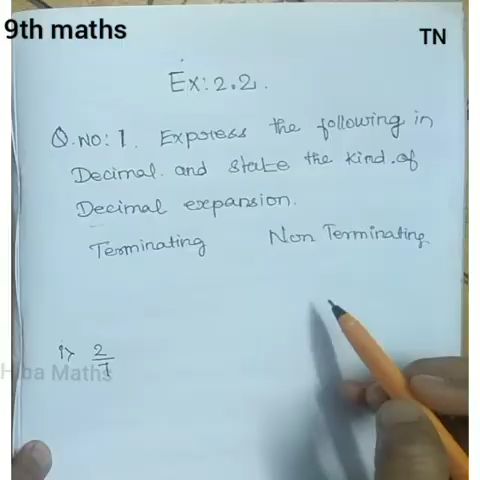 9th maths
TN
Ex: 2.2.
Q. NO: 1. Express the following in
Decimal. and state the kind. of
Decimal expansion.
Terminating Non Terminating
i> 2/7
Hiba Maths